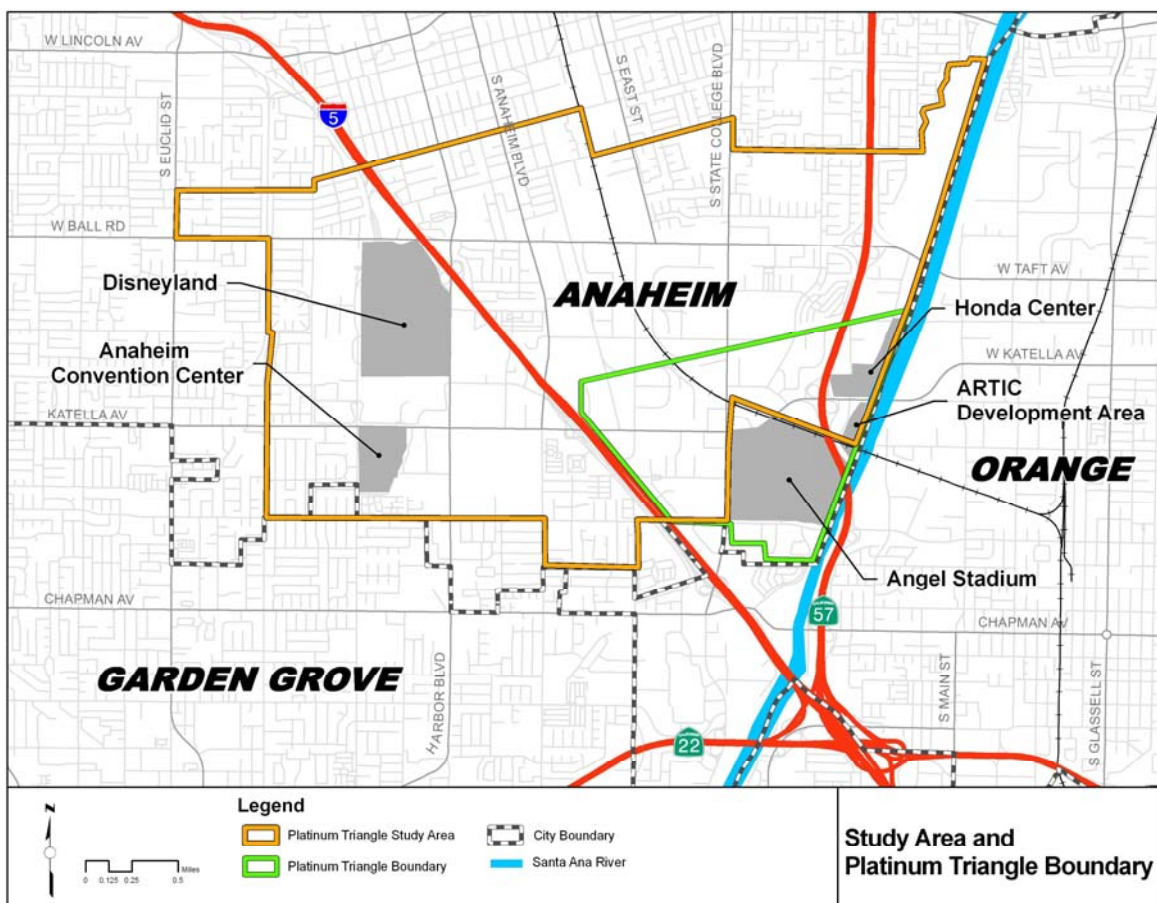 W LINCOLN AV
S EUCLID ST
5
S ANAHEIM BLVD
S EAST ST
S STATE COLLEGE BLVD
W BALL RD
W TAFT AV
Disneyland
ANAHEIM
Honda Center
Anaheim
Convention Center
W KATELLA AV
ARTIC
Development Area
KATELLA AV
ORANGE
Angel Stadium
CHAPMAN AV
57
CHAPMAN AV
GARDEN GROVE
HARBOR BLVD
S MAIN ST
S GLASSELL ST
22
N
Miles
0 0.125 0.25 0.5
Legend
Platinum Triangle Study Area
Platinum Triangle Boundary
City Boundary
Santa Ana River
Study Area and
Platinum Triangle Boundary